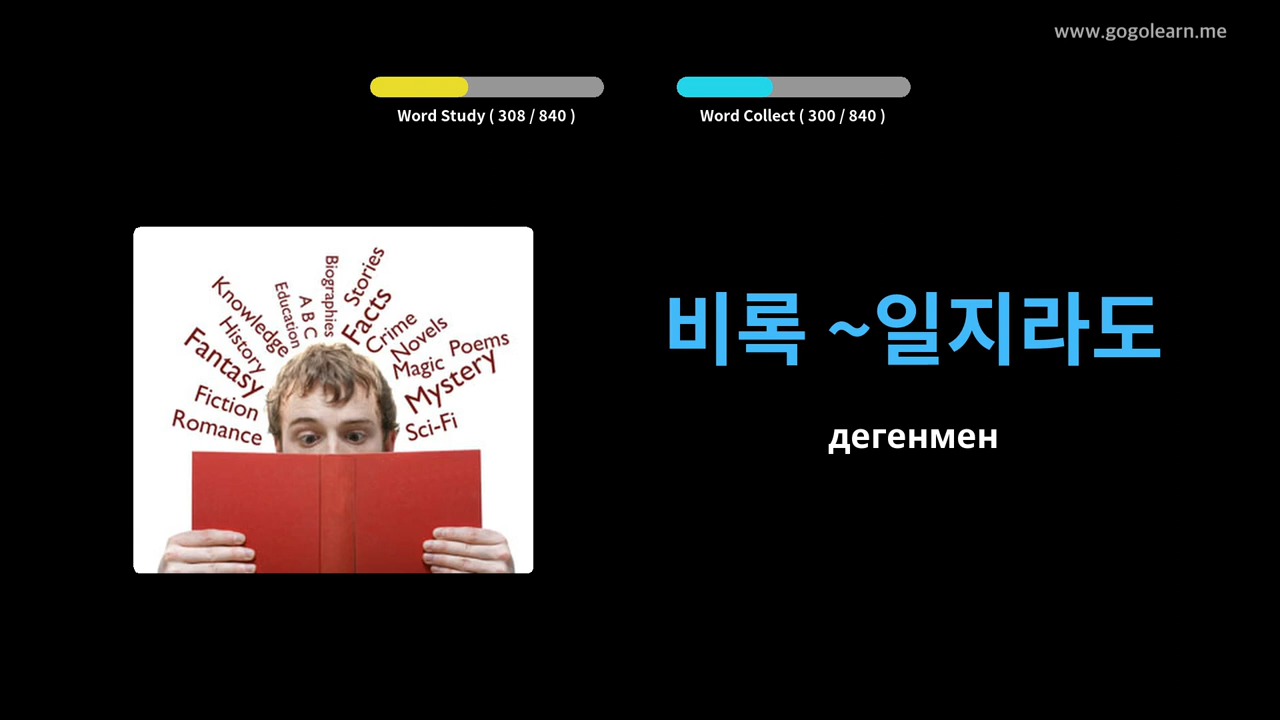 www.gogolearn.me
Word Study ( 308 / 840 )
Word Collect ( 300 / 840 )
비록 ~일지라도
дегенмен
Biographies
Stories
Knowledge
Education
A B C
Facts
History
Crime
Novels
Fantasy
Magic
Poems
Mystery
Fiction
Romance
Sci-Fi